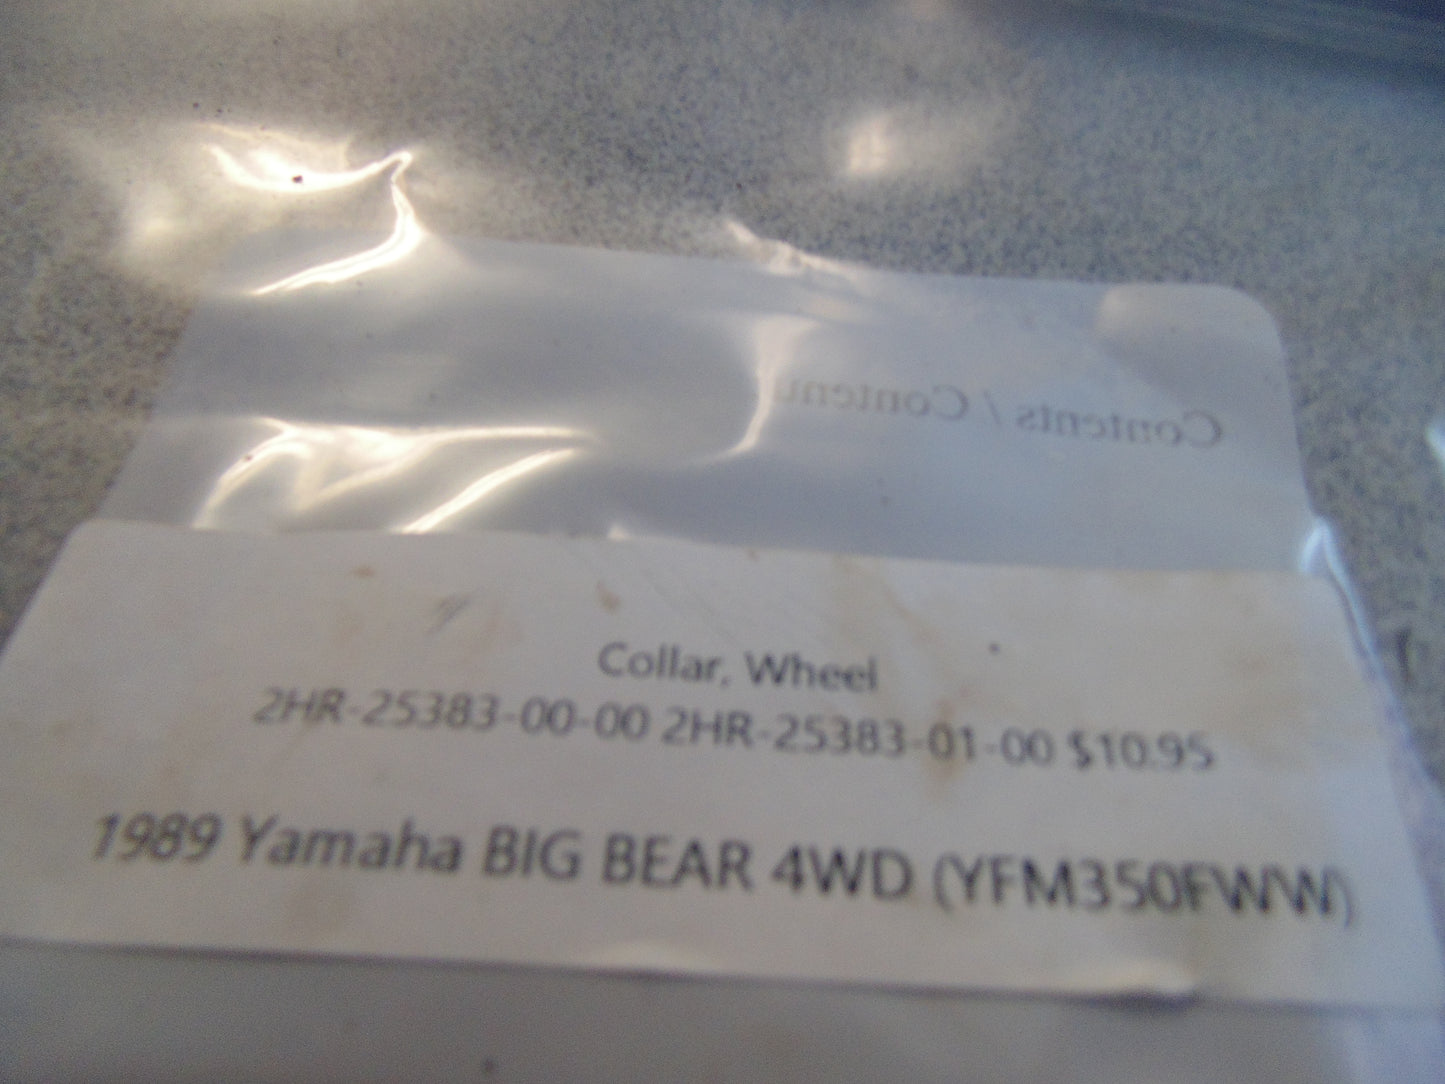 Contents / Contenu
Collar, Wheel
2HR-25383-00-00 2HR-25383-01-00 $10.95
1989 Yamaha BIG BEAR 4WD (YFM350FWW)